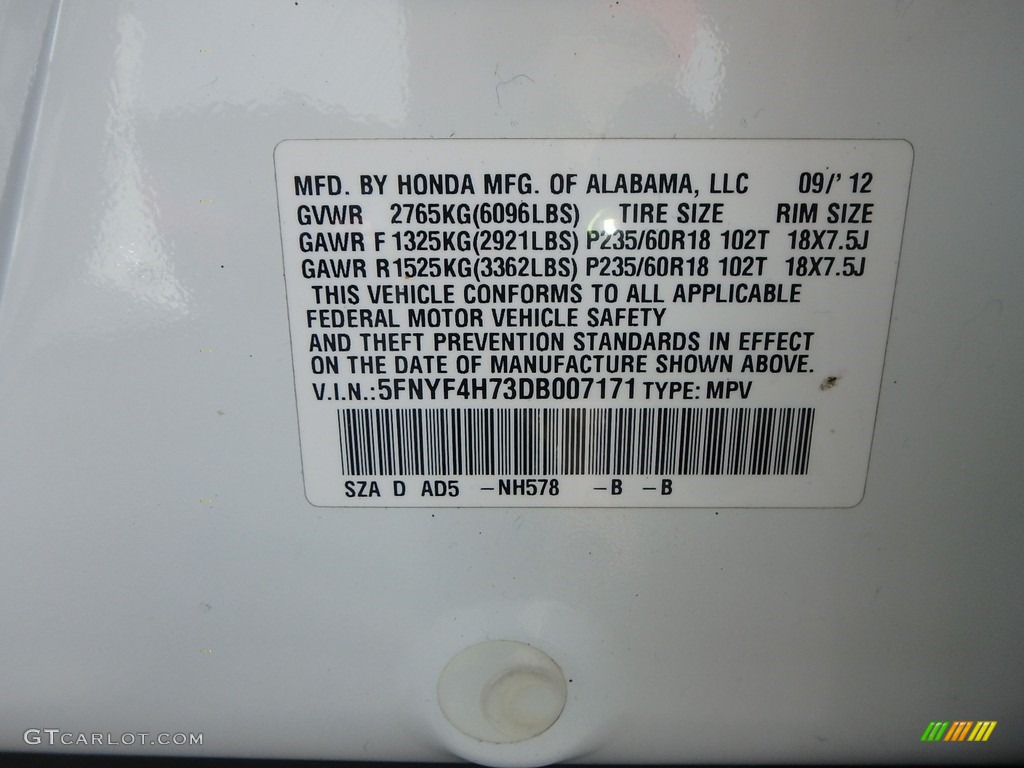 MFD. BY HONDA MFG. OF ALABAMA, LLC 09/' 12
GVWR 2765KG(6096LBS) TIRE SIZE RIM SIZE
GAWR F 1325KG(2921LBS) P235/60R18 102T 18X7.5J
GAWR R 1525KG(3362LBS) P235/60R18 102T 18X7.5J
THIS VEHICLE CONFORMS TO ALL APPLICABLE
FEDERAL MOTOR VEHICLE SAFETY
AND THEFT PREVENTION STANDARDS IN EFFECT
ON THE DATE OF MANUFACTURE SHOWN ABOVE.
V.I.N.: 5FNYF4H73DB007171 TYPE: MPV
SZA D AD5 -NH578 -B -B
GTCARLOT.COM